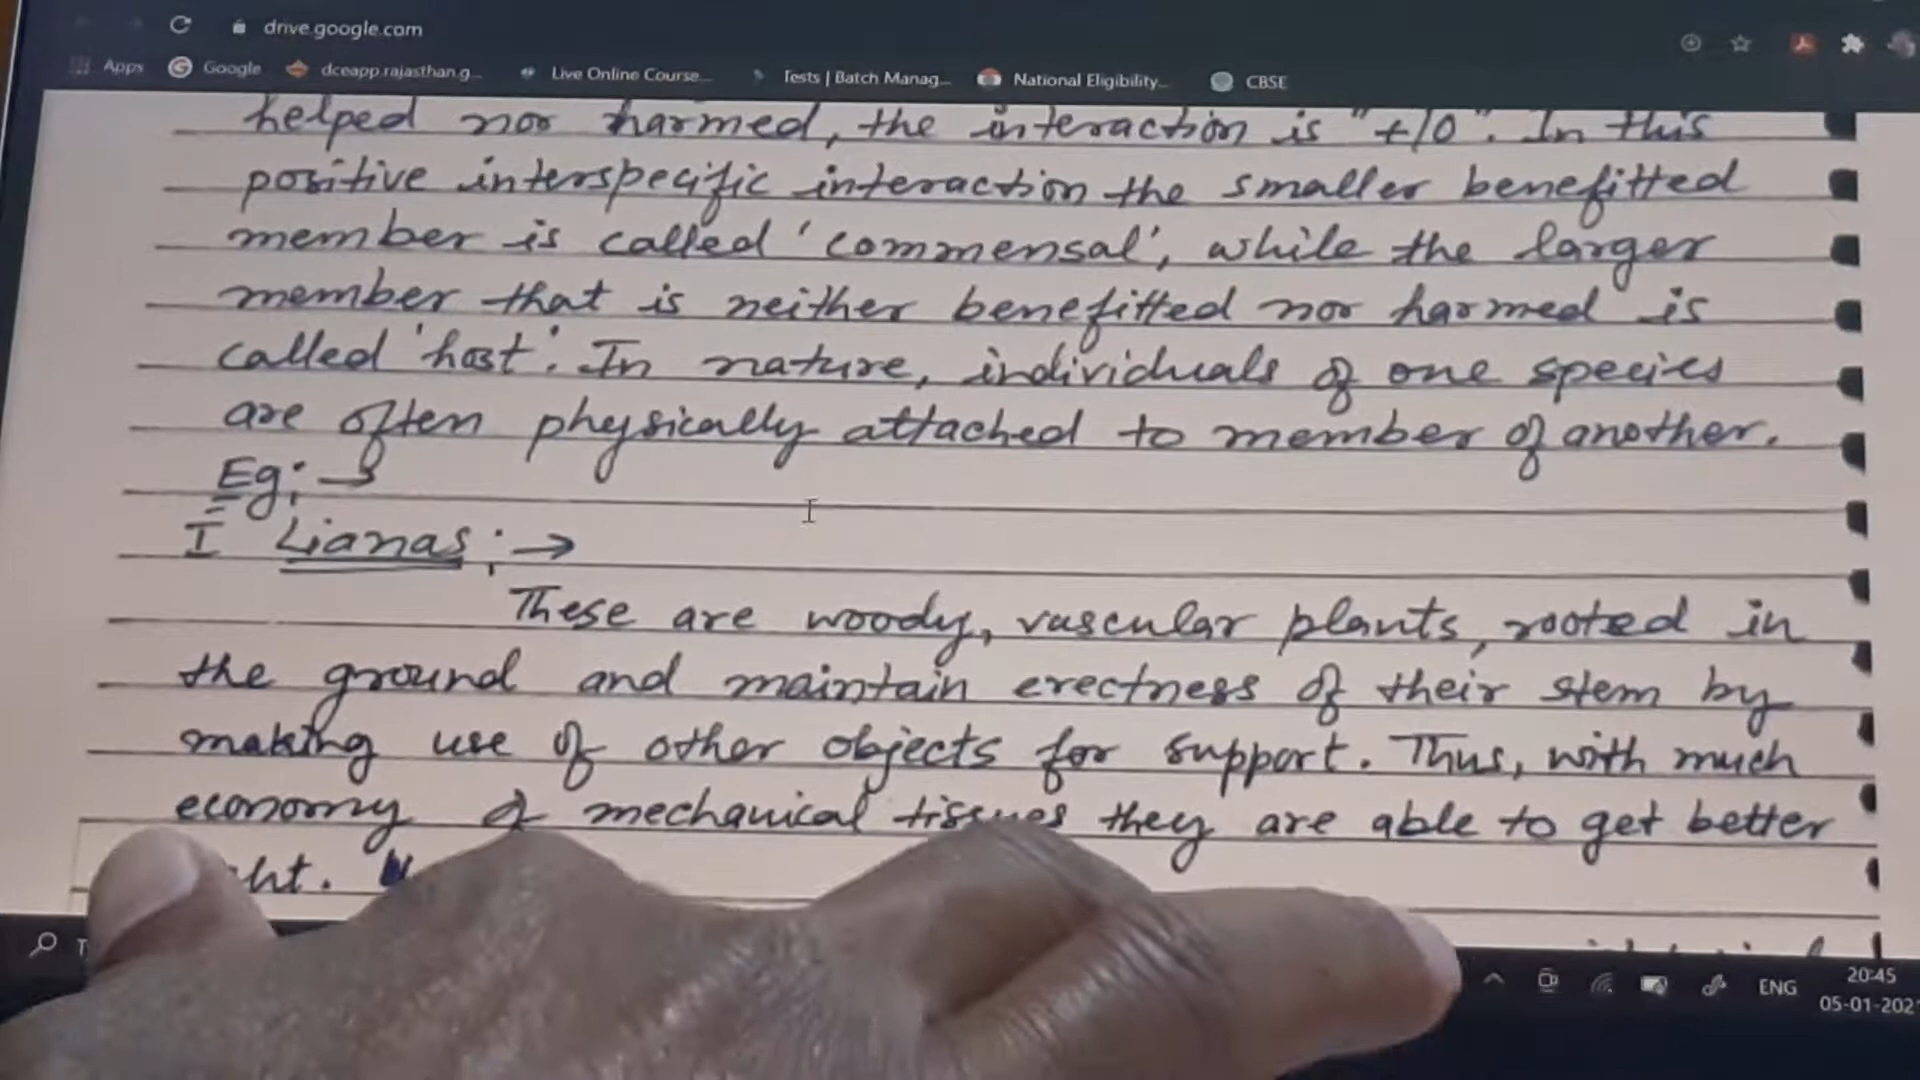 drive.google.com
Apps Google dceapp.rajasthan.g... Live Online Course... Tests | Batch Manag... National Eligibility... CBSE
helped nor harmed, the interaction is "+/0". In this
positive interspecific interaction the smaller benefitted
member is called 'commensal', while the larger
member that is neither benefitted nor harmed is
called 'host'. In nature, individuals of one species
are often physically attached to member of another.
Eg: →
I Lianas: →
These are woody, vascular plants, rooted in
the ground and maintain erectness of their stem by
making use of other objects for support. Thus, with much
economy of mechanical tissues they are able to get better
ht.
ENG
20:45
05-01-202